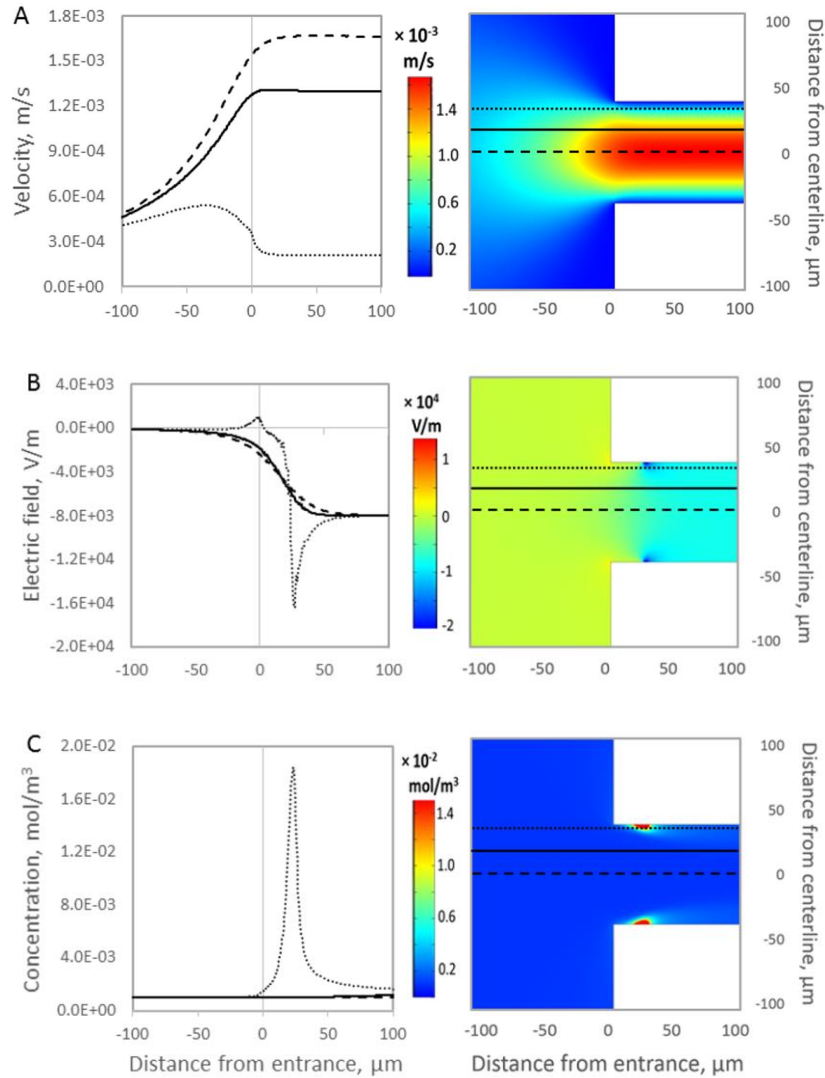 A
1.8E-03
1.5E-03
1.2E-03
9.0E-04
6.0E-04
3.0E-04
0.0E+00
Velocity, m/s
-100 -50 0 50 100
× 10-3
m/s
1.4
1.0
0.6
0.2
-100 -50 0 50 100
100
50
0
-50
-100
Distance from centerline, µm
B
4.0E+03
0.0E+00
-4.0E+03
-8.0E+03
-1.2E+04
-1.6E+04
-2.0E+04
Electric field, V/m
-100 -50 0 50 100
× 10⁴
V/m
1
0
-1
-2
-100 -50 0 50 100
100
50
0
-50
-100
Distance from centerline, µm
C
2.0E-02
1.6E-02
1.2E-02
8.0E-03
4.0E-03
0.0E+00
Concentration, mol/m³
-100 -50 0 50 100
Distance from entrance, µm
× 10⁻²
mol/m³
1.4
1.0
0.6
0.2
-100 -50 0 50 100
Distance from entrance, µm
100
50
0
-50
-100
Distance from centerline, µm